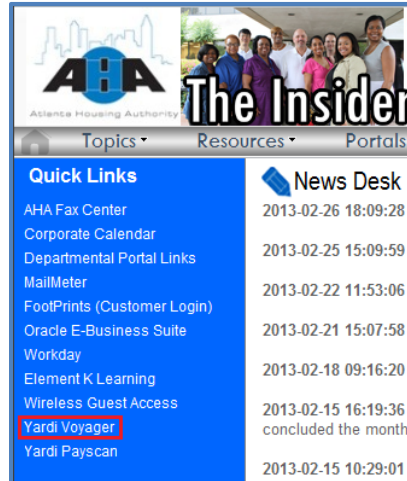 AHA
Atlanta Housing Authority
The Insider
Topics
Resources
Portals
Quick Links
AHA Fax Center
Corporate Calendar
Departmental Portal Links
MailMeter
FootPrints (Customer Login)
Oracle E-Business Suite
Workday
Element K Learning
Wireless Guest Access
Yardi Voyager
Yardi Payscan
News Desk
2013-02-26 18:09:28
2013-02-25 15:09:59
2013-02-22 11:53:06
2013-02-21 15:07:58
2013-02-18 09:16:20
2013-02-15 16:19:36
concluded the month
2013-02-15 10:29:01